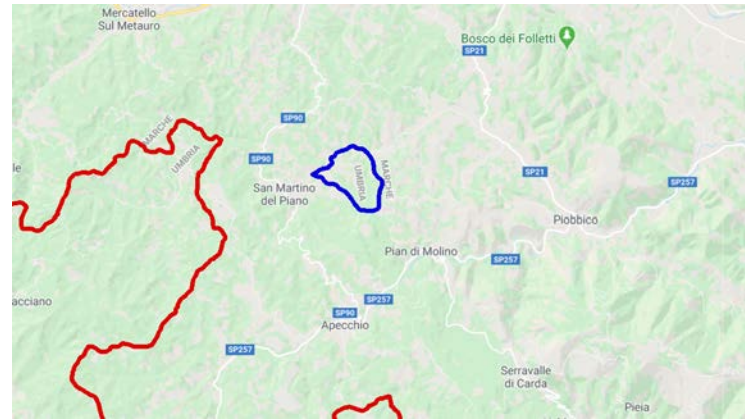 Mercatello
Sul Metauro
Bosco dei Folletti
SP21
SP90
MARCHE
UMBRIA
le
SP90
San Martino
del Piano
UMBRIA
MARCHE
SP21
SP257
Piobbico
Pian di Molino
SP257
acciano
SP257
SP90
Apecchio
SP257
Serravalle
di Carda
Pieia